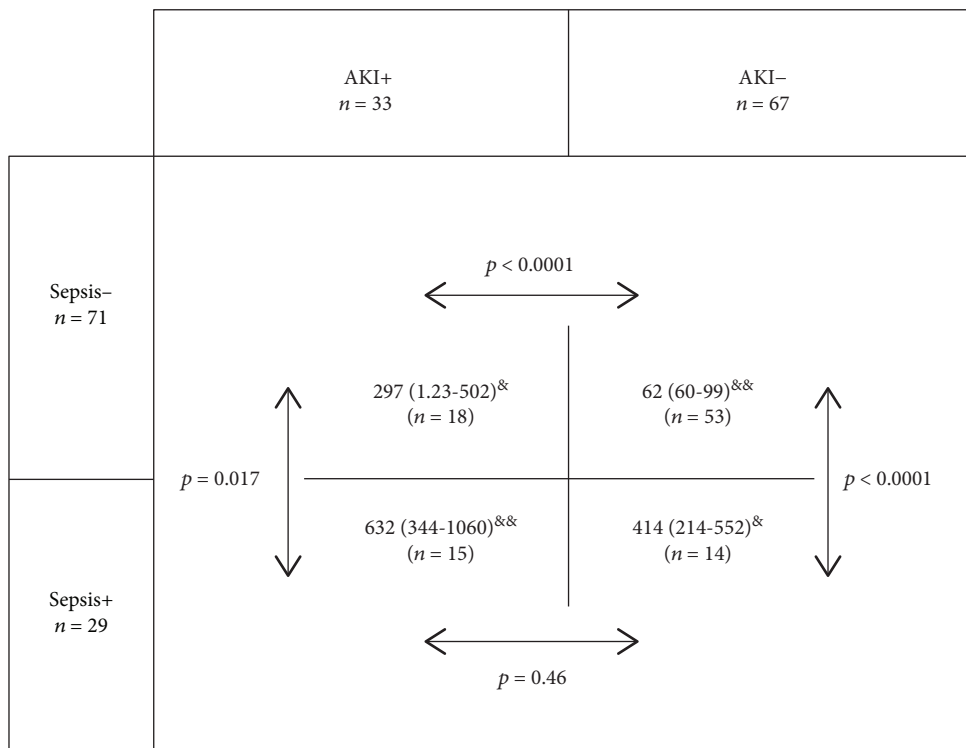 AKI+
n = 33
AKI–
n = 67
Sepsis–
n = 71
p < 0.0001
297 (1.23-502)&
(n = 18)
62 (60-99)&&
(n = 53)
p = 0.017
p < 0.0001
632 (344-1060)&&
(n = 15)
414 (214-552)&
(n = 14)
Sepsis+
n = 29
p = 0.46